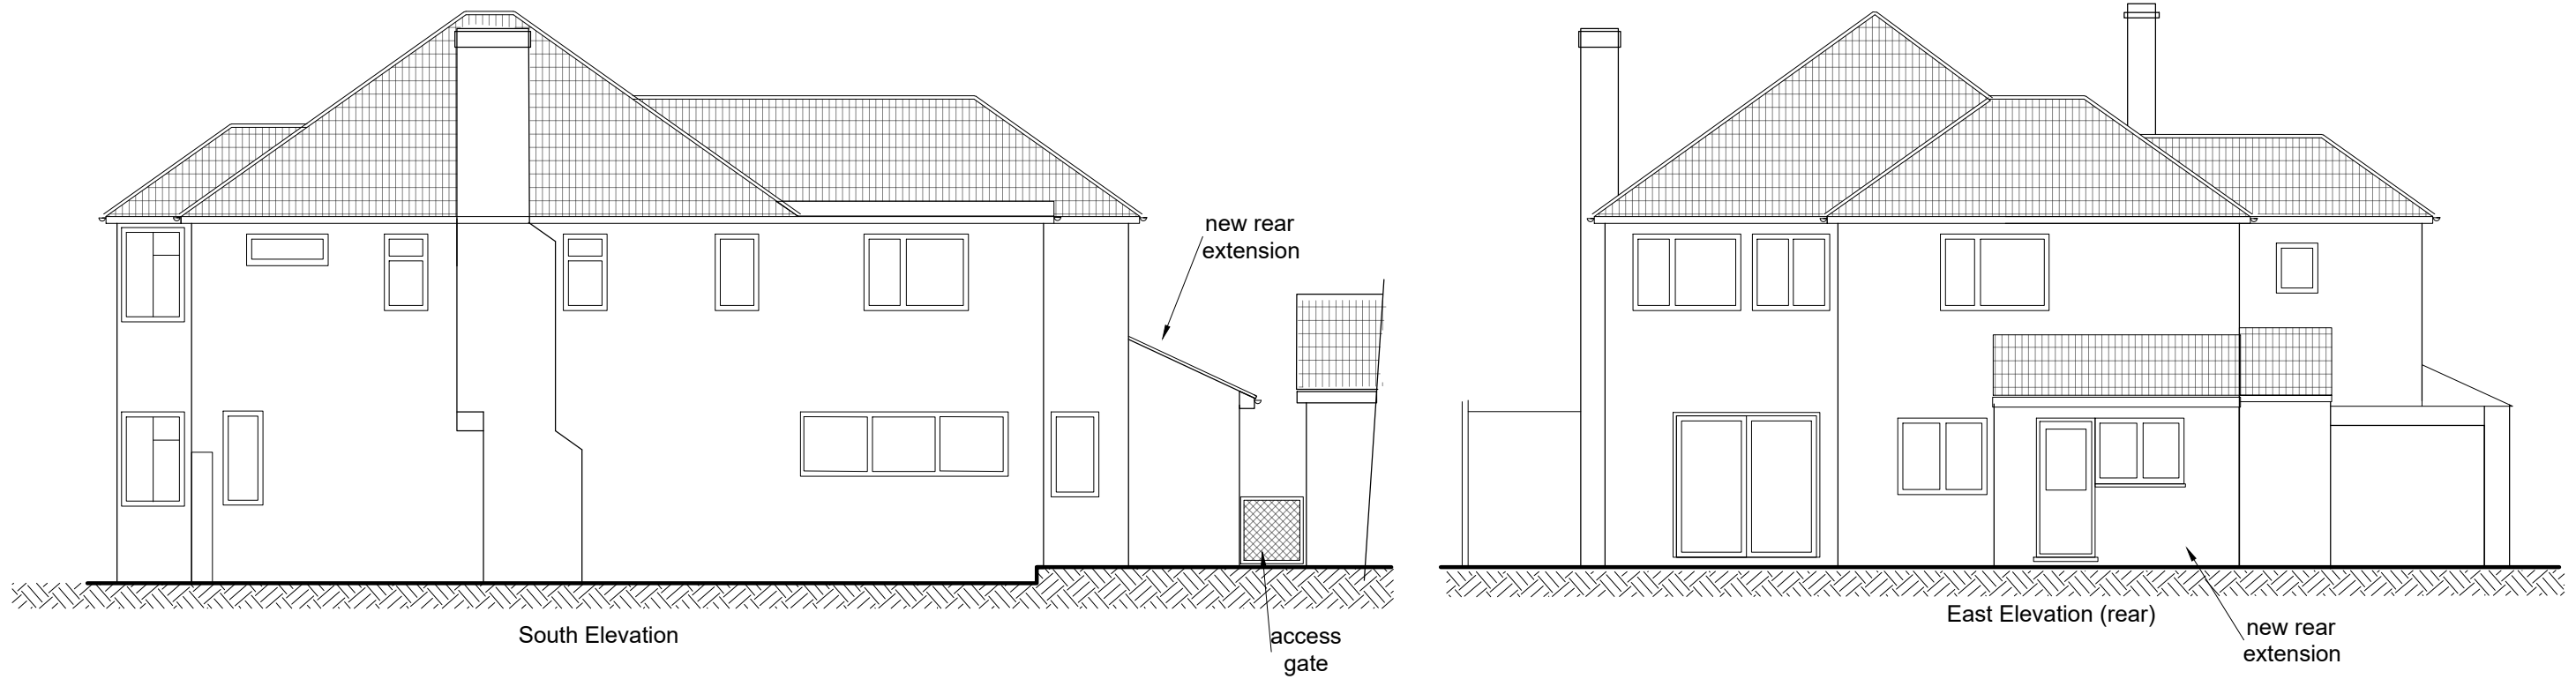 new rear
extension
South Elevation
access
gate
East Elevation (rear)
new rear
extension